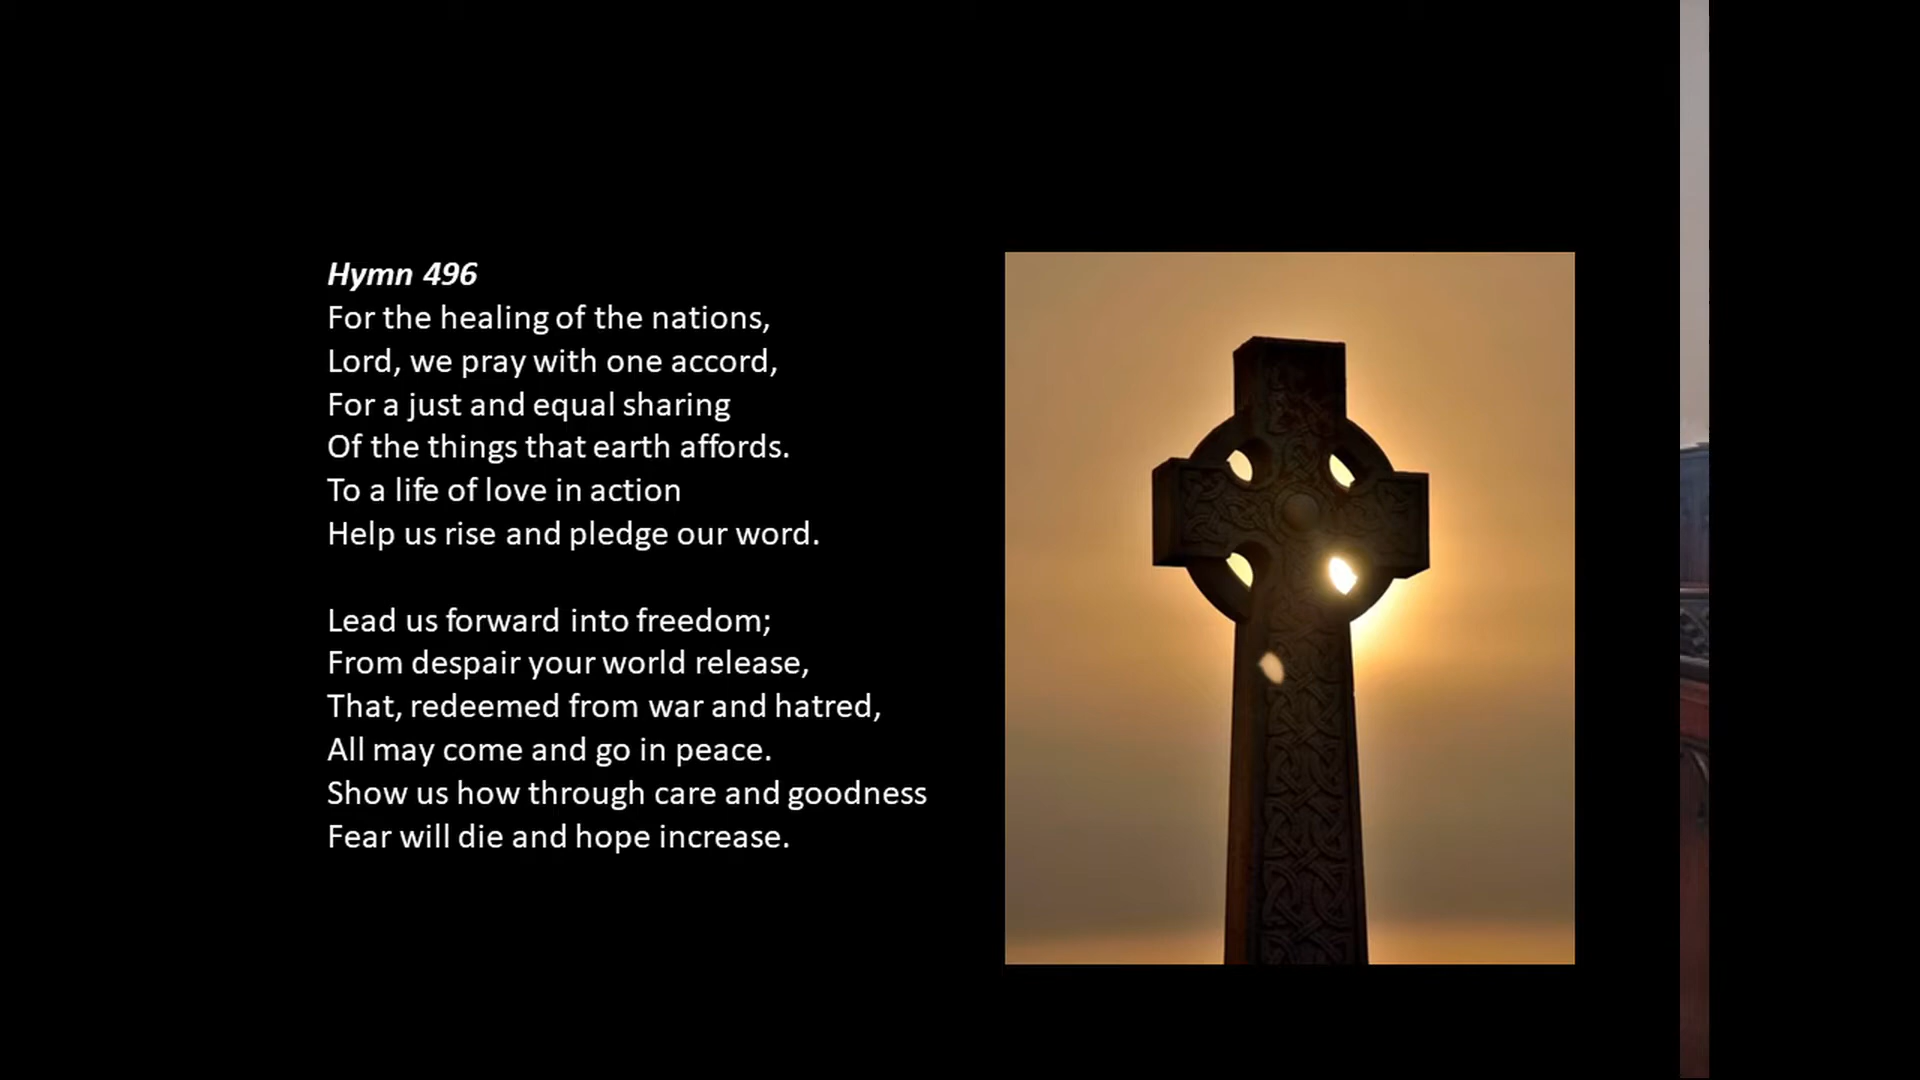 Hymn 496
For the healing of the nations,
Lord, we pray with one accord,
For a just and equal sharing
Of the things that earth affords.
To a life of love in action
Help us rise and pledge our word.

Lead us forward into freedom;
From despair your world release,
That, redeemed from war and hatred,
All may come and go in peace.
Show us how through care and goodness
Fear will die and hope increase.